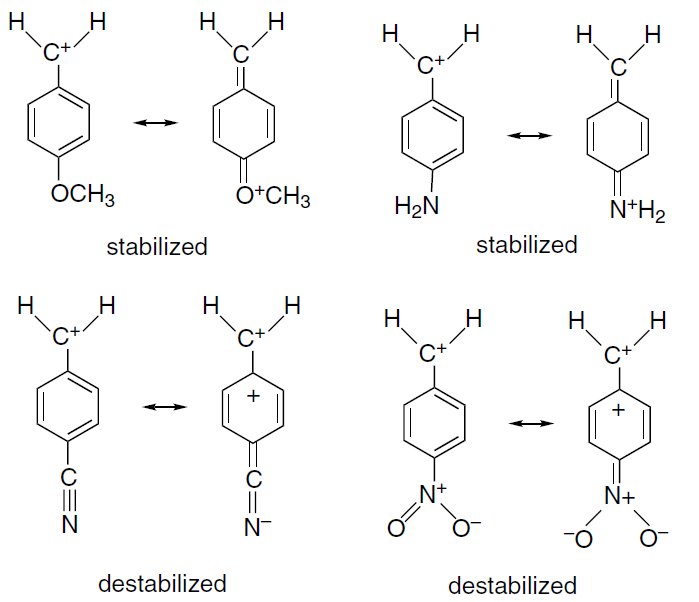 H H H H
C+ C
OCH3 O+CH3
stabilized
H H H H
C+ C
H2N N+H2
stabilized
H H H H
C+ C+
+
C C
N N−
destabilized
H H H H
C+ C+
+
N+ N+
O O− −O O−
destabilized